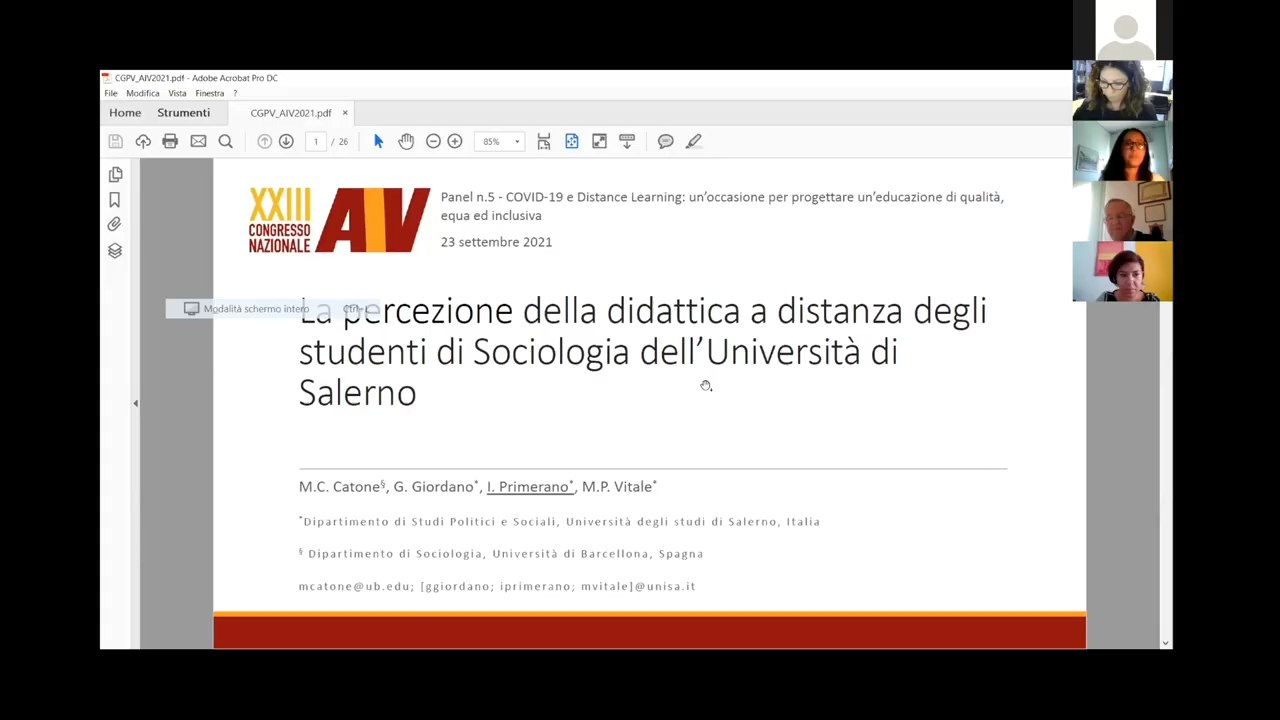 CGPV_AIV2021.pdf - Adobe Acrobat Pro DC
File Modifica Vista Finestra ?
Home Strumenti CGPV_AIV2021.pdf ×
1 / 26 85%
XXIII
CONGRESSO
NAZIONALE
AIV
Panel n.5 - COVID-19 e Distance Learning: un’occasione per progettare un’educazione di qualità,
equa ed inclusiva
23 settembre 2021
Modalità schermo intero
La percezione della didattica a distanza degli
studenti di Sociologia dell’Università di
Salerno
M.C. Catone§, G. Giordano*, I. Primerano*, M.P. Vitale*
*Dipartimento di Studi Politici e Sociali, Università degli studi di Salerno, Italia
§ Dipartimento di Sociologia, Università di Barcellona, Spagna
mcatone@ub.edu; [ggiordano; iprimerano; mvitale]@unisa.it